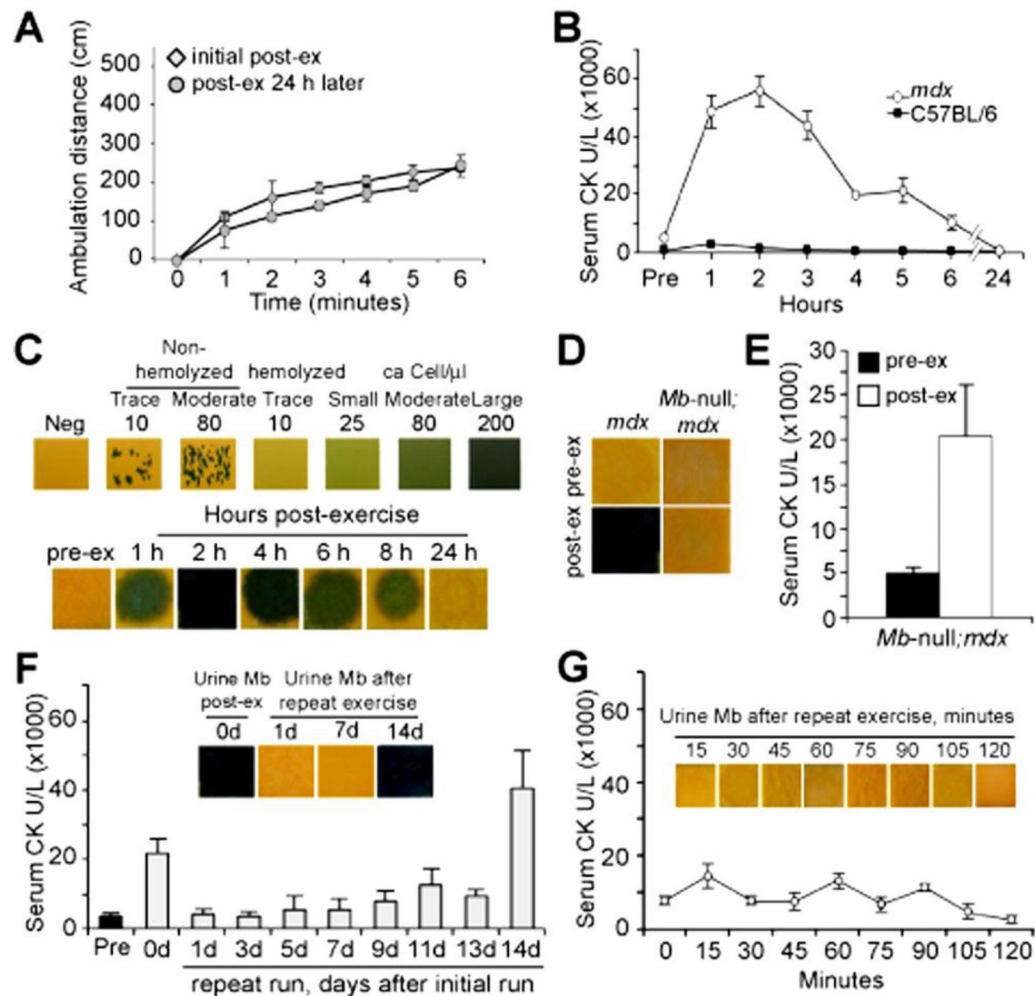 A
Ambulation distance (cm)
500
400
300
200
100
0
initial post-ex
post-ex 24 h later
0 1 2 3 4 5 6
Time (minutes)
B
Serum CK U/L (x1000)
60
40
20
0
mdx
C57BL/6
Pre 1 2 3 4 5 6 24
Hours
C
Non-
hemolyzed hemolyzed ca Cell/µl
Trace Moderate Trace Small Moderate Large
Neg 10 80 10 25 80 200
Hours post-exercise
pre-ex 1 h 2 h 4 h 6 h 8 h 24 h
D
mdx Mb-null;
mdx
pre-ex
post-ex
E
Serum CK U/L (x1000)
30
25
20
15
10
5
0
pre-ex
post-ex
Mb-null;mdx
F
Serum CK U/L (x1000)
60
40
20
0
Urine Mb Urine Mb after
post-ex repeat exercise
0d 1d 7d 14d
Pre 0d 1d 3d 5d 7d 9d 11d 13d 14d
repeat run, days after initial run
G
Serum CK U/L (x1000)
60
40
20
0
Urine Mb after repeat exercise, minutes
15 30 45 60 75 90 105 120
0 15 30 45 60 75 90 105 120
Minutes